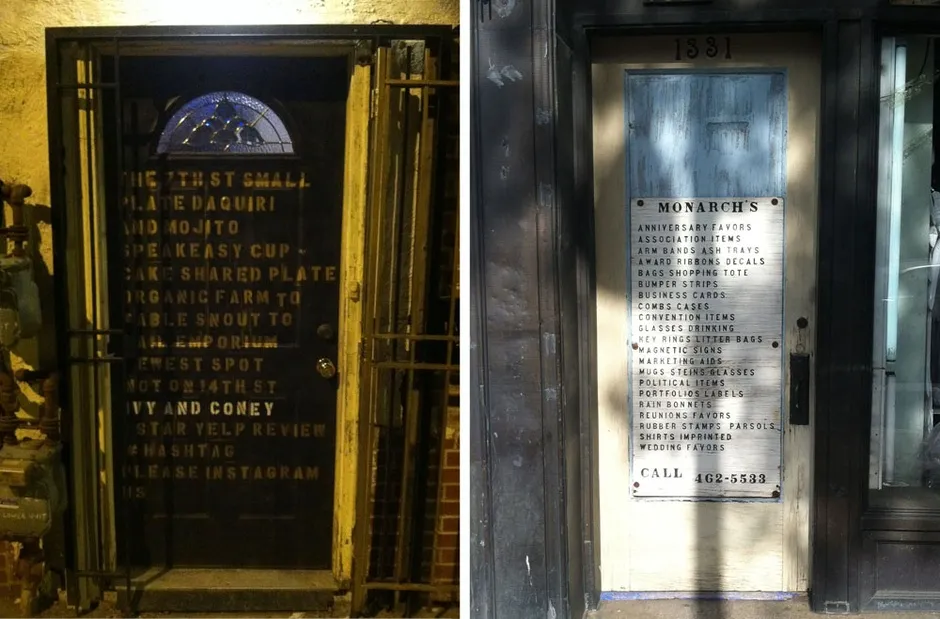 THE 7TH ST SMALL
PLATE DAQUIRI
AND MOJITO
SPEAKEASY CUP-
CAKE SHARED PLATE
ORGANIC FARM TO
TABLE SNOUT TO
TAIL EMPORIUM
NEWEST SPOT
NOT ON 14TH ST
IVY AND CONEY
STAR YELP REVIEW
#HASHTAG
PLEASE INSTAGRAM
US
1331
MONARCH'S
ANNIVERSARY FAVORS
ASSOCIATION ITEMS
ARM BANDS ASH TRAYS
AWARD RIBBONS DECALS
BAGS SHOPPING TOTE
BUMPER STRIPS
BUSINESS CARDS
COMBS CASES
CONVENTION ITEMS
GLASSES DRINKING
KEY RINGS LITTER BAGS
MAGNETIC SIGNS
MARKETING AIDS
MUGS STEINS GLASSES
POLITICAL ITEMS
PORTFOLIOS LABELS
RAIN BONNETS
REUNIONS FAVORS
RUBBER STAMPS PARSOLS
SHIRTS IMPRINTED
WEDDING FAVORS
CALL 462-5533